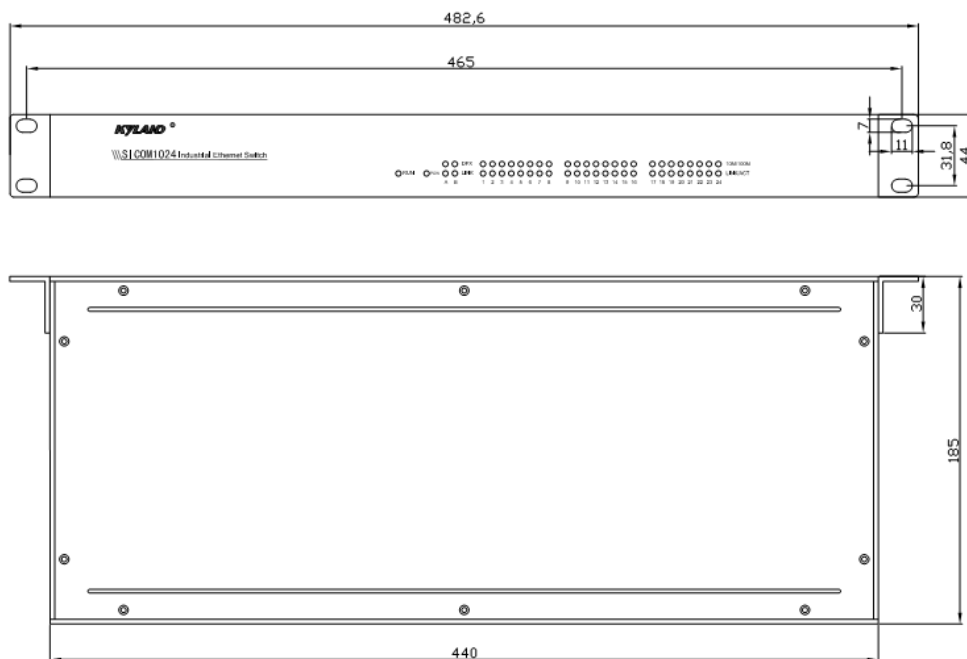 482,6
465
KYLAND ®
SICOM1024 Industrial Ethernet Switch
7
11
31,8
44
DPX
10M/100M
RUN
LINK
LINK/ACT
A B 1 2 3 4 5 6 7 8 9 10 11 12 13 14 15 16 17 18 19 20 21 22 23 24
30
185
440